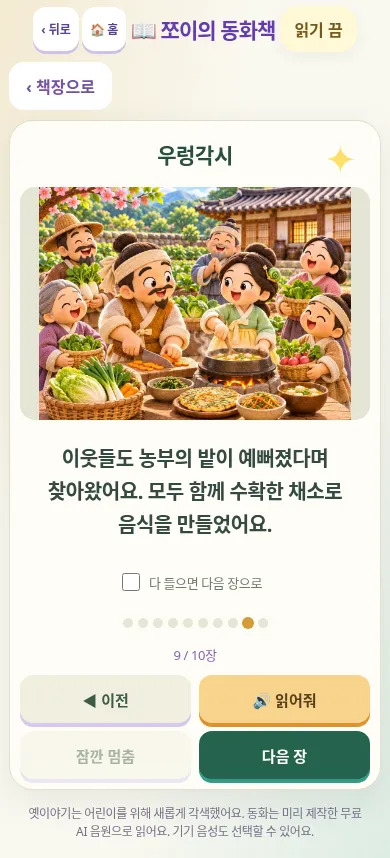 ‹ 뒤로 🏠 홈 📖 쪼이의 동화책 읽기 끝
‹ 책장으로
우렁각시
이웃들도 농부의 밭이 예뻐졌다며
찾아왔어요. 모두 함께 수확한 채소로
음식을 만들었어요.
다 들으면 다음 장으로
9 / 10장
◀ 이전 🔊 읽어줘
잠깐 멈춤 다음 장
옛이야기는 어린이를 위해 새롭게 각색했어요. 동화는 미리 제작한 무료
AI 음원으로 읽어요. 기기 음성도 선택할 수 있어요.